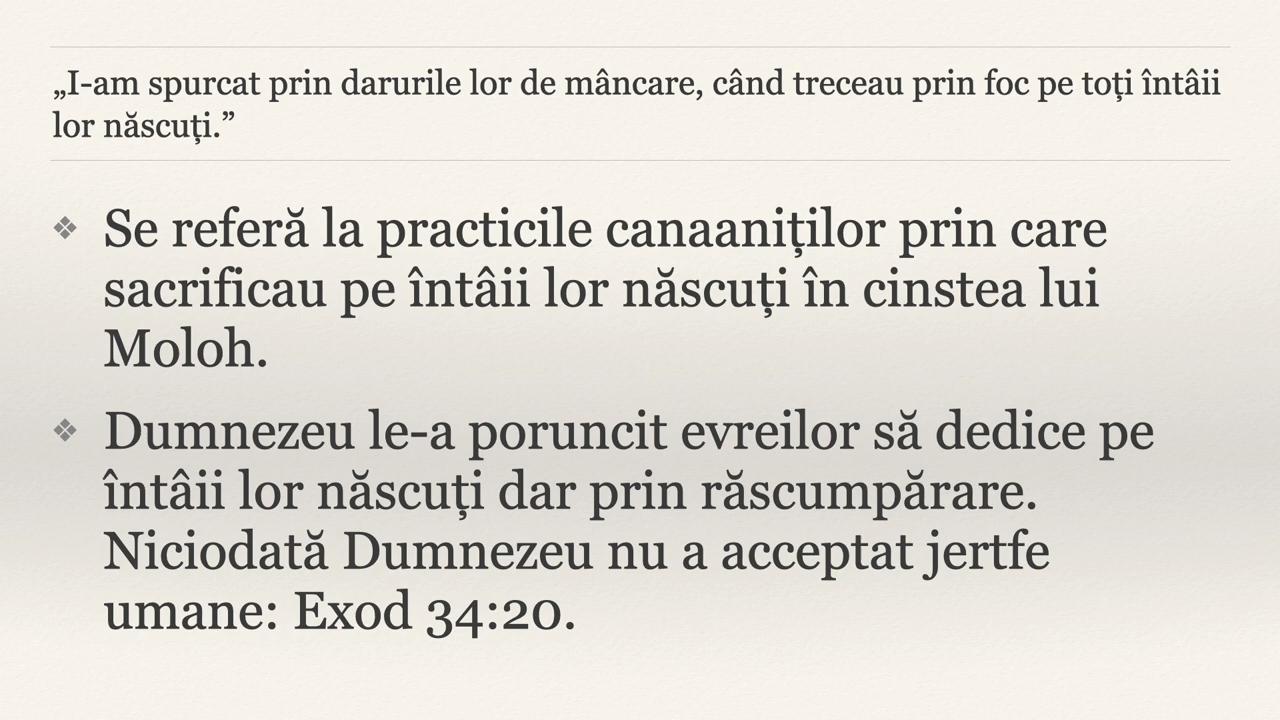 „I-am spurcat prin darurile lor de mâncare, când treceau prin foc pe toți întâii
lor născuți.”
Se referă la practicile canaaniților prin care
sacrificau pe întâii lor născuți în cinstea lui
Moloh.
Dumnezeu le-a poruncit evreilor să dedice pe
întâii lor născuți dar prin răscumpărare.
Niciodată Dumnezeu nu a acceptat jertfe
umane: Exod 34:20.